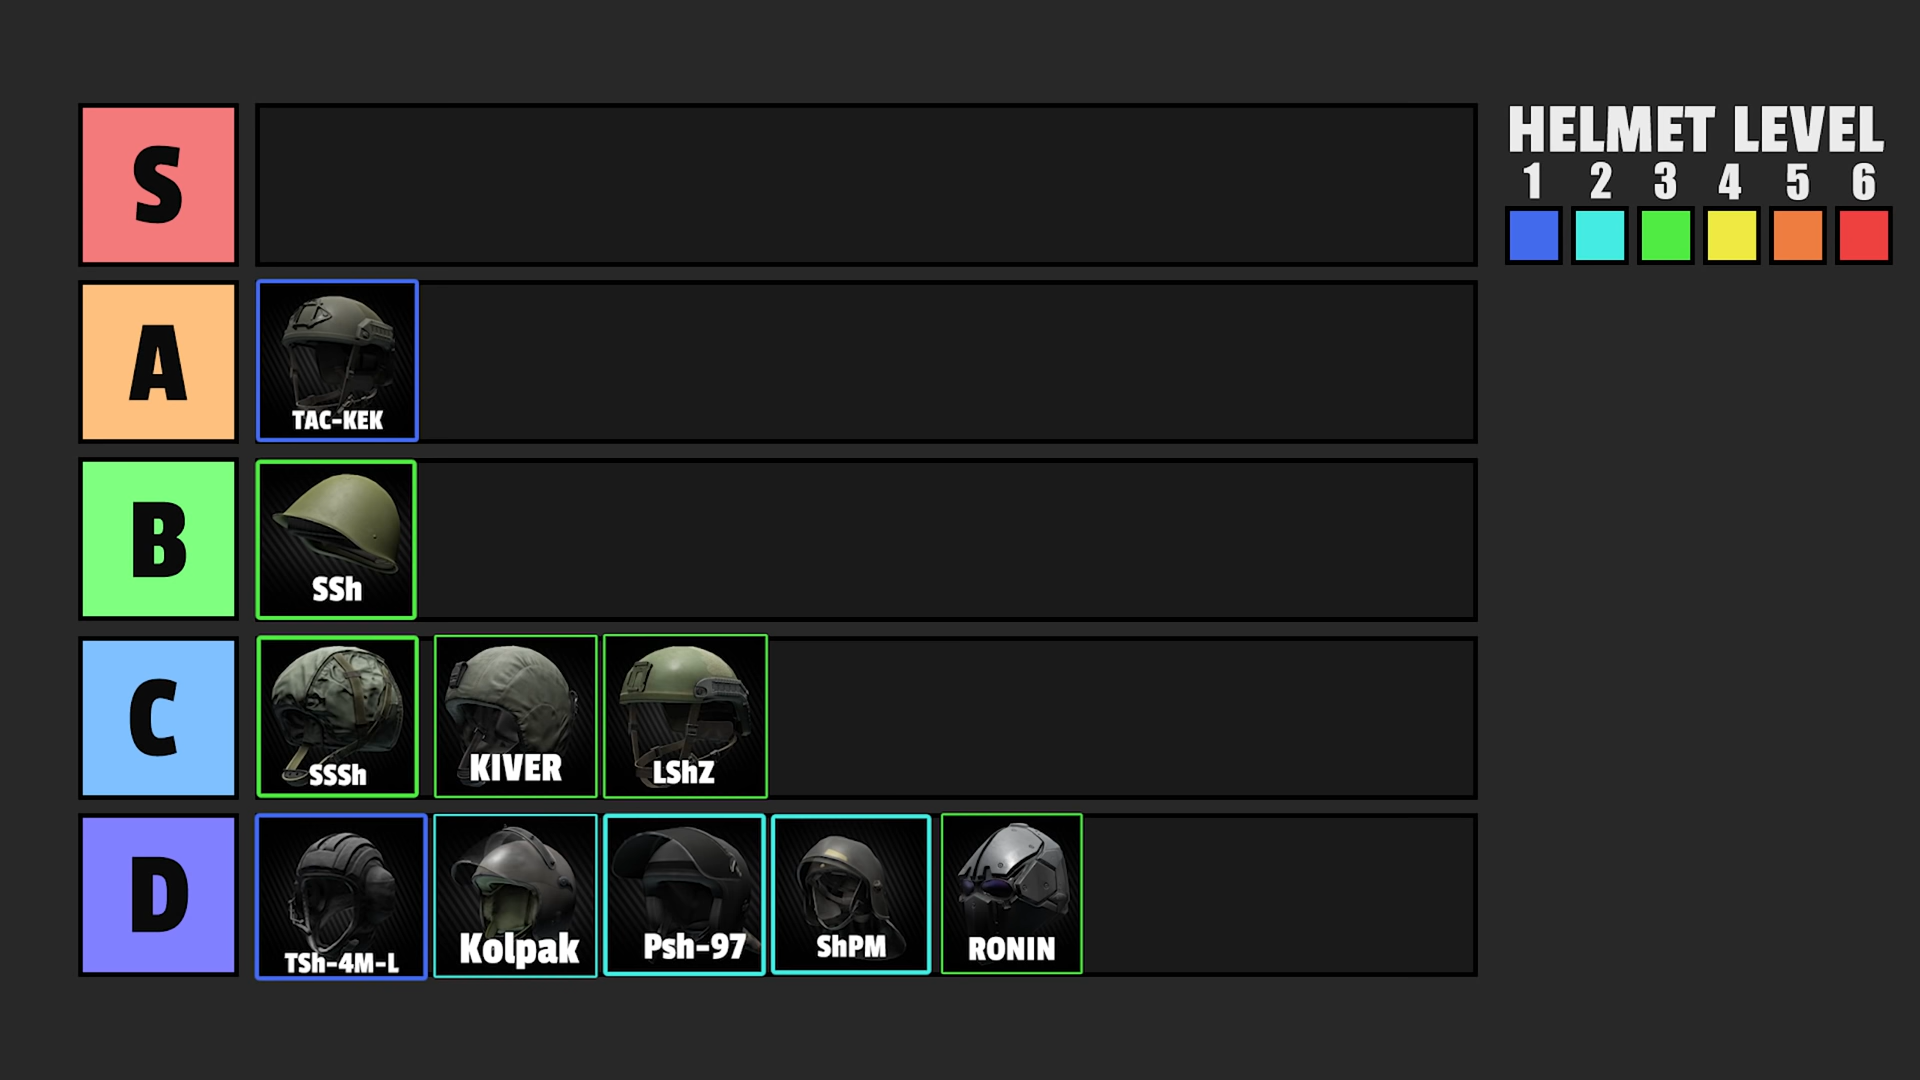 S
HELMET LEVEL
1 2 3 4 5 6
A
TAC-KEK
B
SSh
C
SSSh
KIVER
LShZ
D
TSh-4M-L
Kolpak
Psh-97
ShPM
RONIN